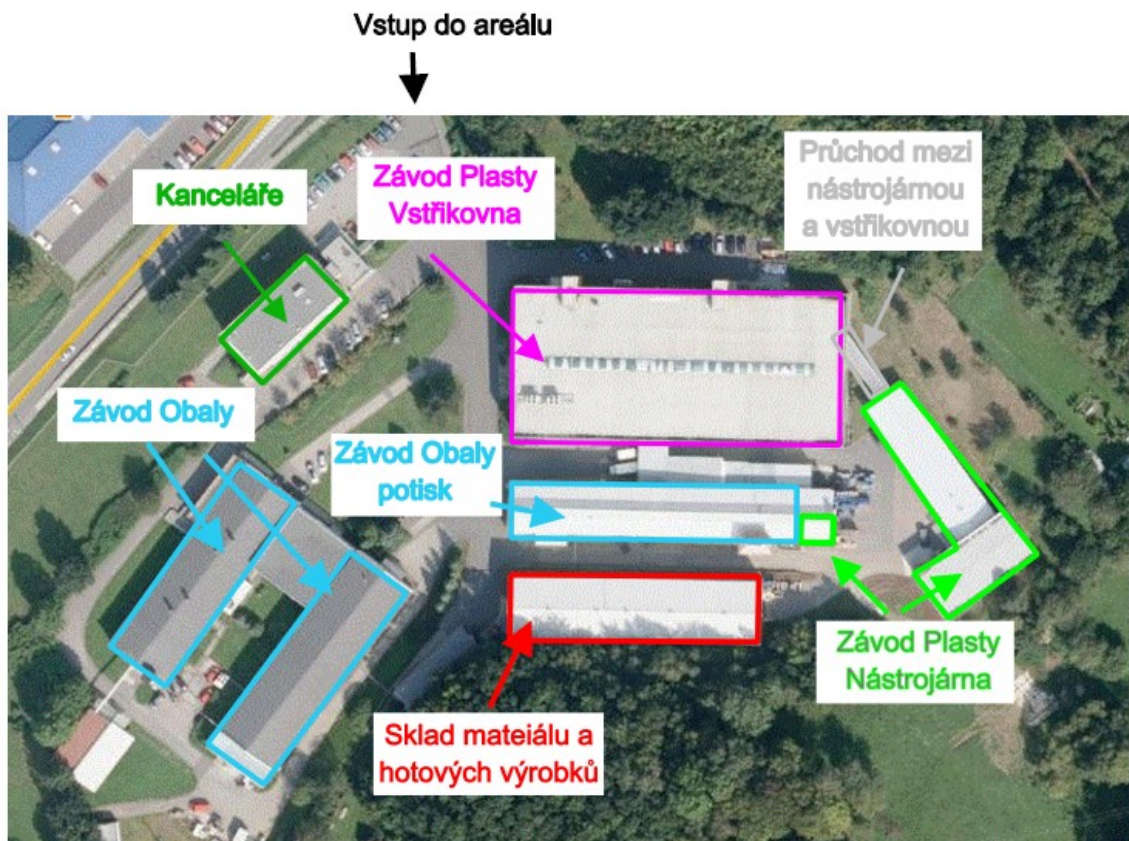 Vstup do areálu
Kanceláře
Závod Plasty
Vstřikovna
Průchod mezi
nástrojárnou
a vstřikovnou
Závod Obaly
Závod Obaly
potisk
Závod Plasty
Nástrojárna
Sklad mateiálu a
hotových výrobků